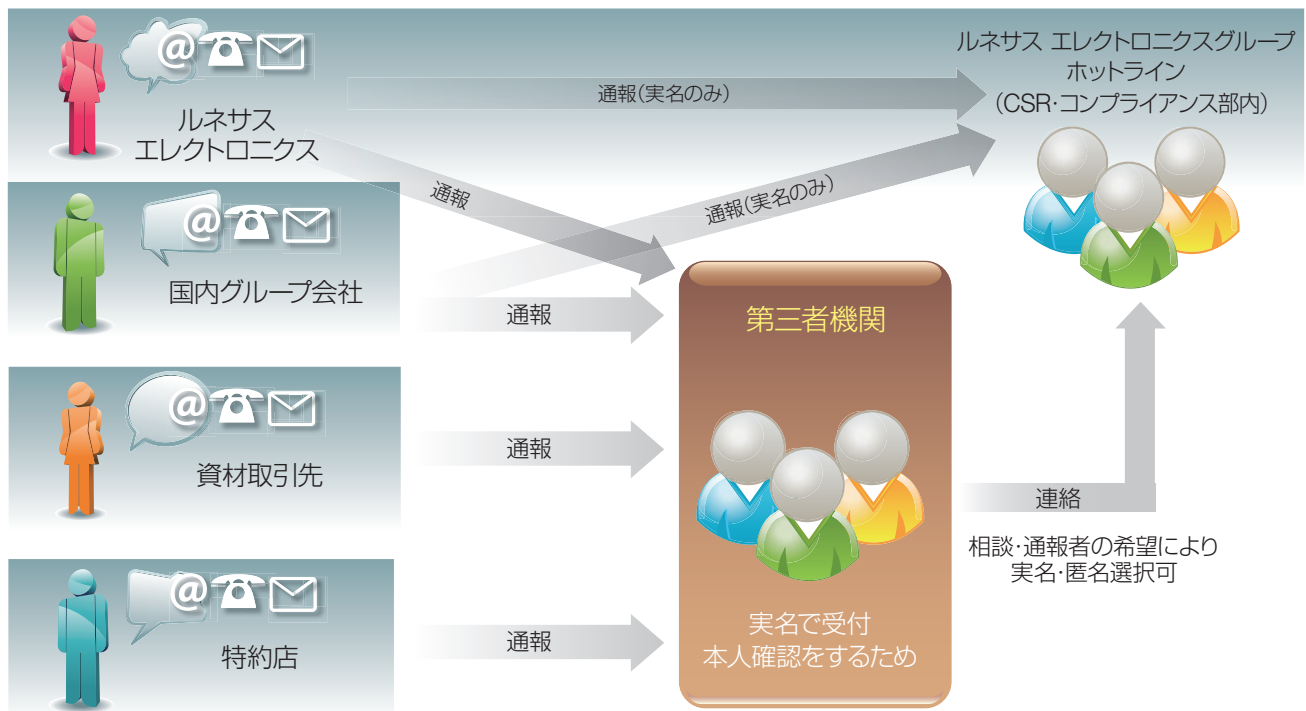 @
ルネサス
エレクトロニクス
通報(実名のみ)
ルネサス エレクトロニクスグループ
ホットライン
(CSR・コンプライアンス部内)
通報
通報(実名のみ)
@
国内グループ会社
通報
第三者機関
@
資材取引先
通報
連絡
相談・通報者の希望により
実名・匿名選択可
@
特約店
通報
実名で受付
本人確認をするため